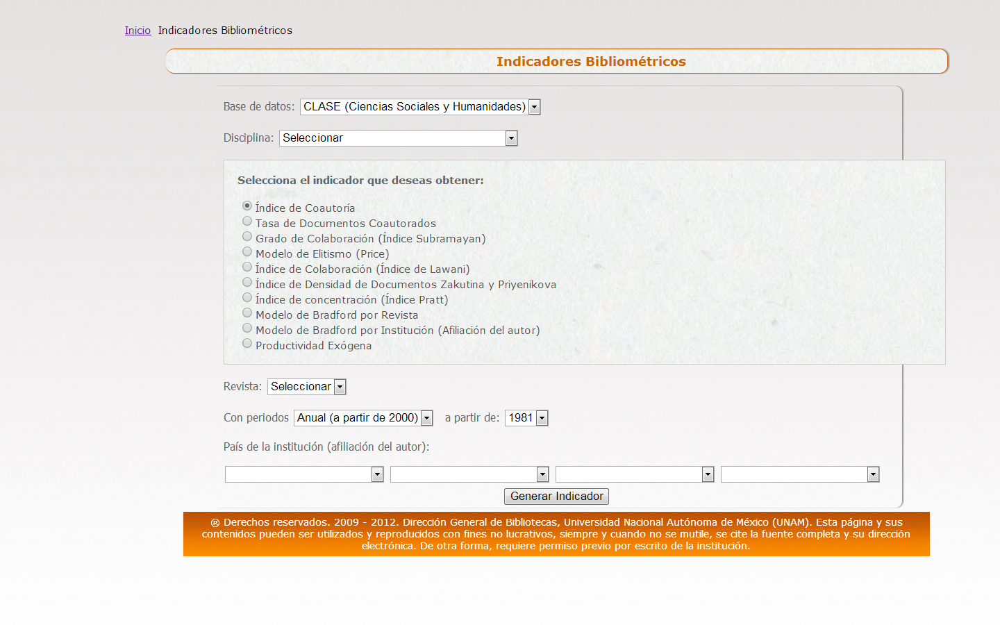 Inicio Indicadores Bibliométricos
Indicadores Bibliométricos
Base de datos: CLASE (Ciencias Sociales y Humanidades)
Disciplina: Seleccionar
Selecciona el indicador que deseas obtener:
Índice de Coautoría
Tasa de Documentos Coautorados
Grado de Colaboración (Índice Subramayan)
Modelo de Elitismo (Price)
Índice de Colaboración (Índice de Lawani)
Índice de Densidad de Documentos Zakutina y Priyenikova
Índice de concentración (Índice Pratt)
Modelo de Bradford por Revista
Modelo de Bradford por Institución (Afiliación del autor)
Productividad Exógena
Revista: Seleccionar
Con periodos Anual (a partir de 2000) a partir de: 1981
País de la institución (afiliación del autor):
Generar Indicador
® Derechos reservados. 2009 - 2012. Dirección General de Bibliotecas, Universidad Nacional Autónoma de México (UNAM). Esta página y sus
contenidos pueden ser utilizados y reproducidos con fines no lucrativos, siempre y cuando no se mutile, se cite la fuente completa y su dirección
electrónica. De otra forma, requiere permiso previo por escrito de la institución.